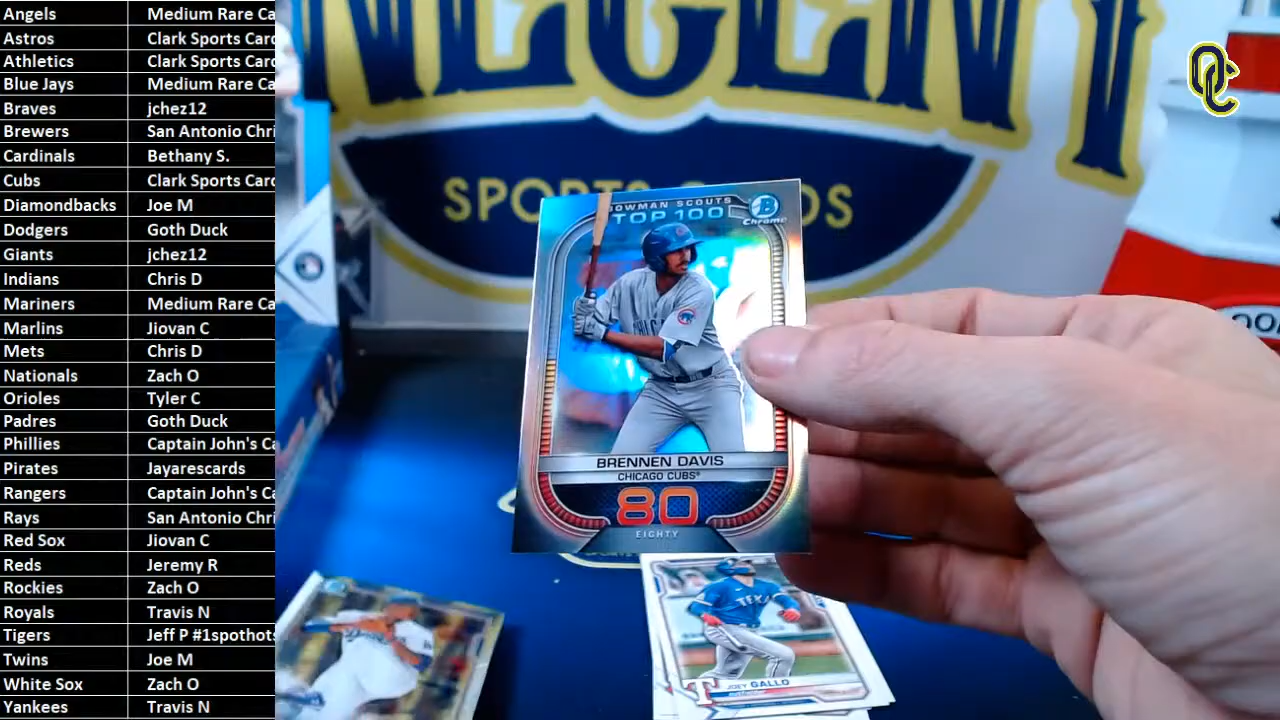 Angels Medium Rare Ca
Astros Clark Sports Card
Athletics Clark Sports Card
Blue Jays Medium Rare Ca
Braves jchez12
Brewers San Antonio Chri
Cardinals Bethany S.
Cubs Clark Sports Card
Diamondbacks Joe M
Dodgers Goth Duck
Giants jchez12
Indians Chris D
Mariners Medium Rare Ca
Marlins Jiovan C
Mets Chris D
Nationals Zach O
Orioles Tyler C
Padres Goth Duck
Phillies Captain John's Ca
Pirates Jayarescards
Rangers Captain John's Ca
Rays San Antonio Chri
Red Sox Jiovan C
Reds Jeremy R
Rockies Zach O
Royals Travis N
Tigers Jeff P #1spothots
Twins Joe M
White Sox Zach O
Yankees Travis N
OC
SPORTS CARDS
BOWMAN SCOUTS
TOP 100
B
Chrome
BRENNEN DAVIS
CHICAGO CUBS
80
EIGHTY
TEXA
T
JOEY GALLO